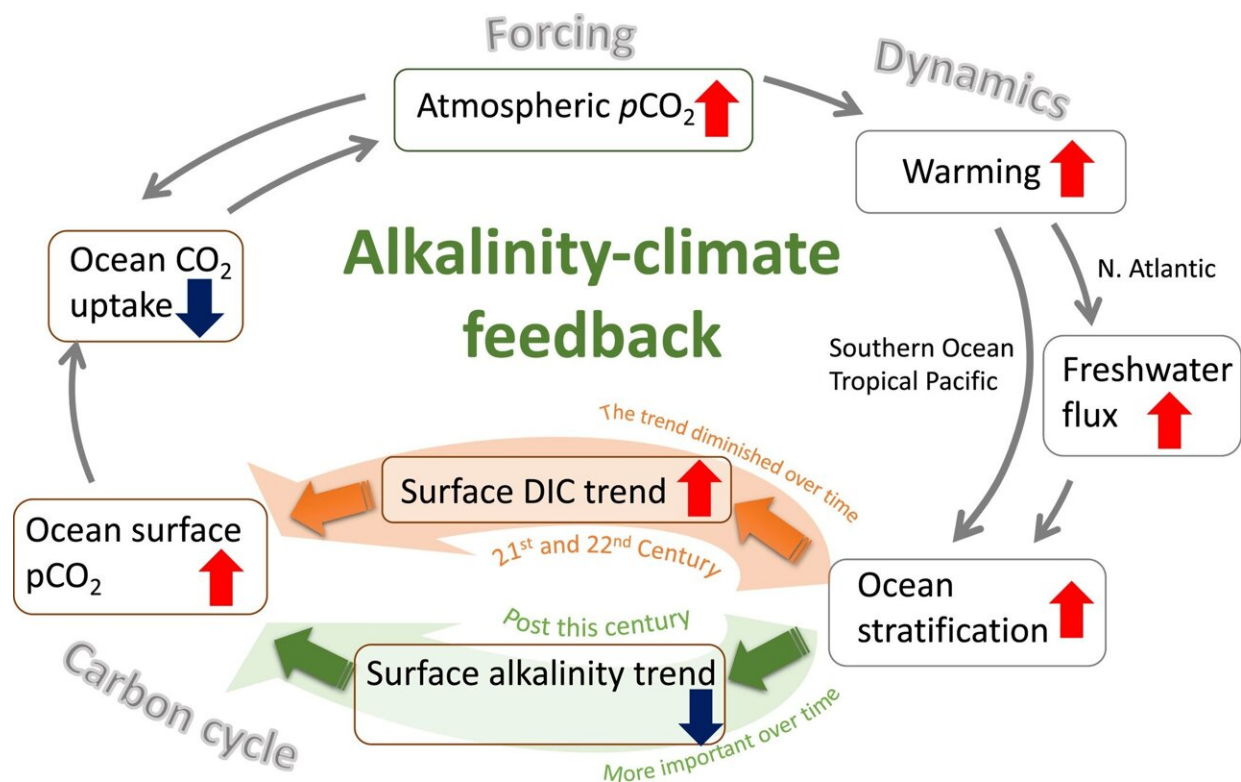 Forcing
Dynamics
Atmospheric pCO₂
Warming
Ocean CO₂
uptake
Alkalinity-climate
feedback
N. Atlantic
Southern Ocean
Tropical Pacific
Freshwater
flux
The trend diminished over time
Surface DIC trend
21st and 22nd Century
Ocean surface
pCO₂
Ocean
stratification
Post this century
Surface alkalinity trend
More important over time
Carbon cycle